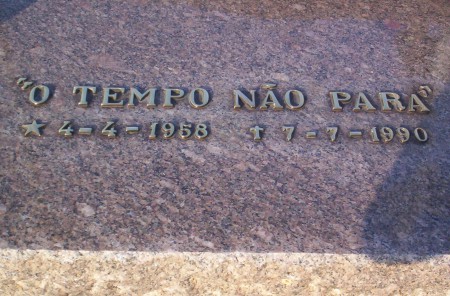 "O TEMPO NÃO PARA"
★ 4-4-1958 ✝ 7-7-1990